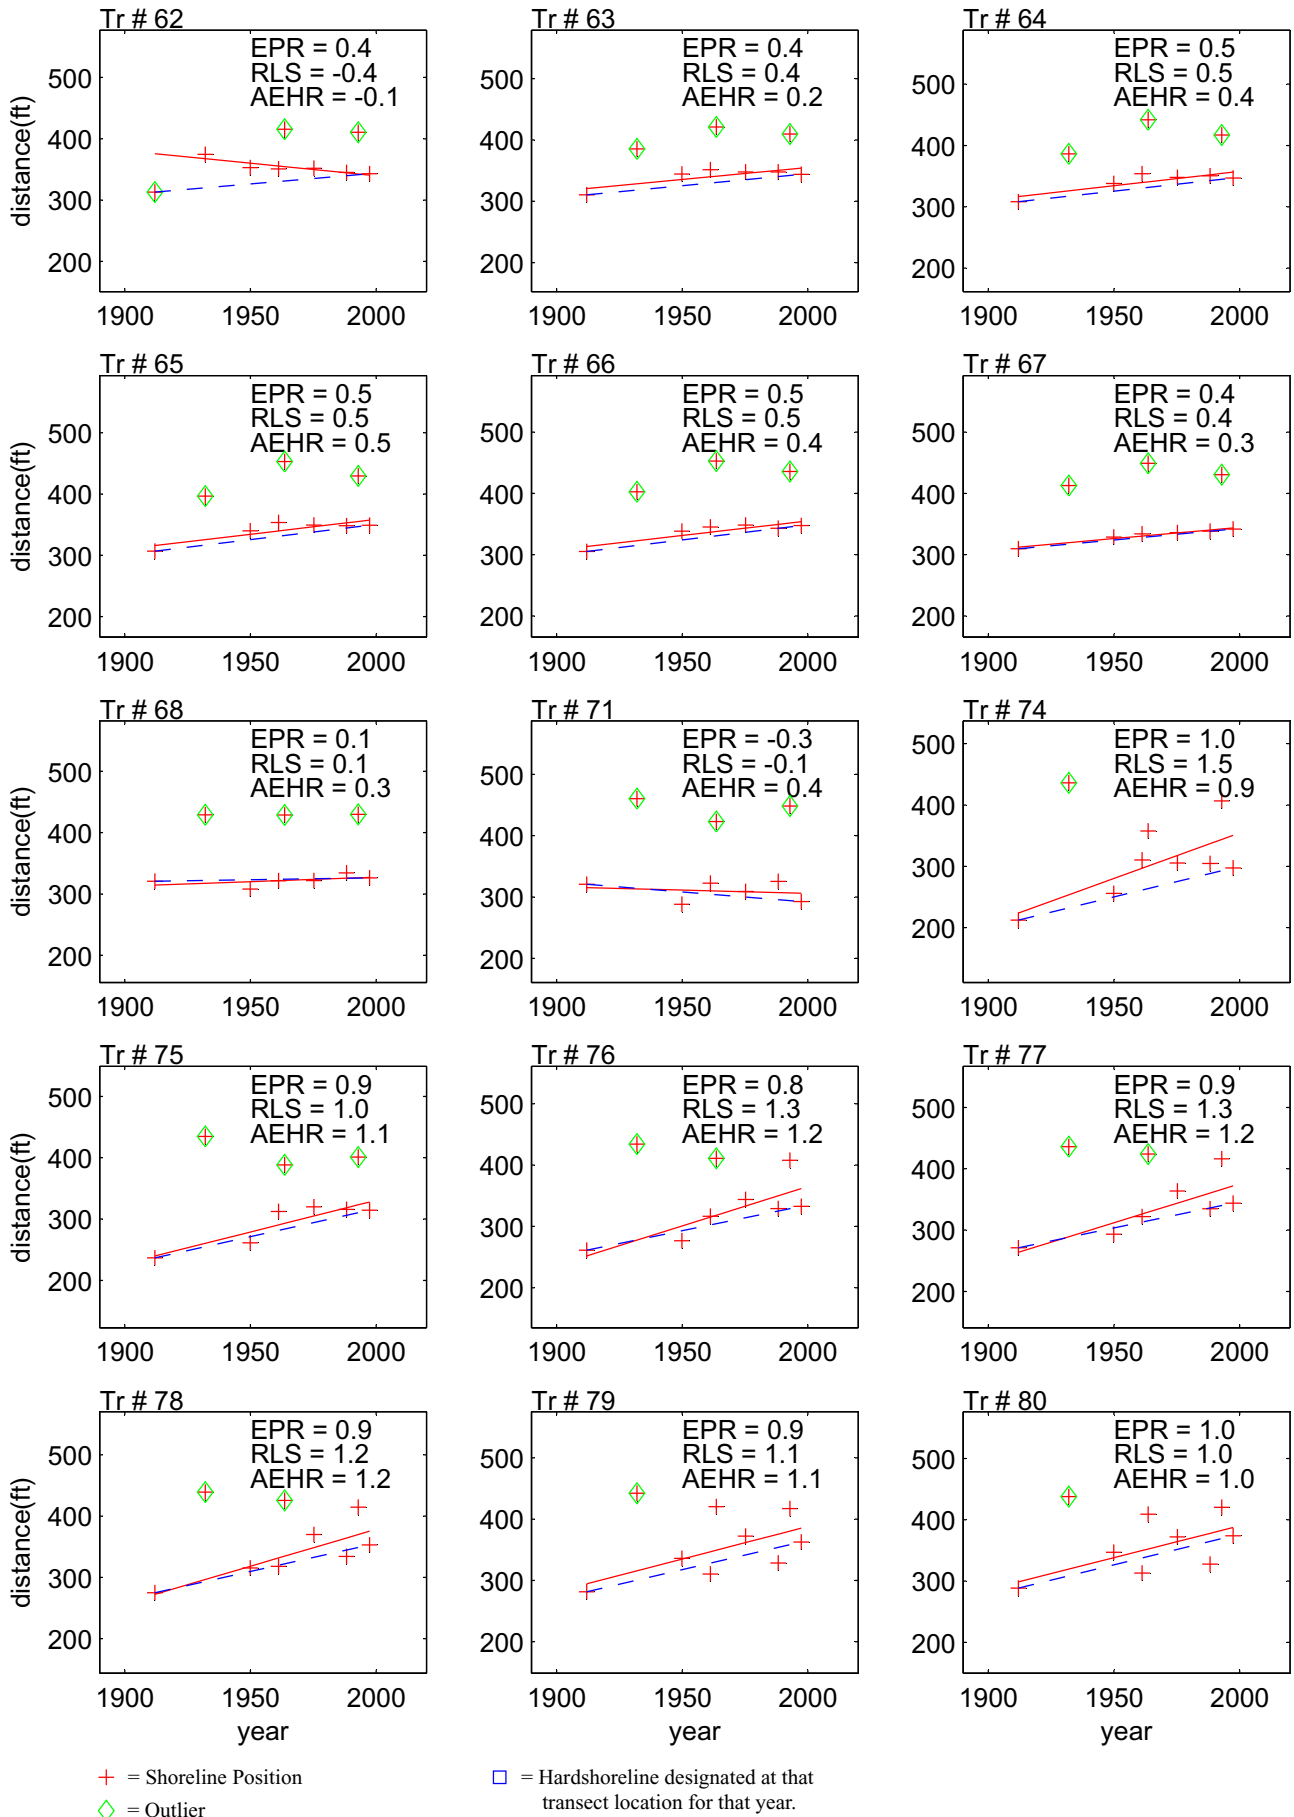 Tr # 62
EPR = 0.4
RLS = -0.4
AEHR = -0.1
500
400
300
200
distance(ft)
1900 1950 2000
Tr # 63
EPR = 0.4
RLS = 0.4
AEHR = 0.2
500
400
300
200
1900 1950 2000
Tr # 64
EPR = 0.5
RLS = 0.5
AEHR = 0.4
500
400
300
200
1900 1950 2000
Tr # 65
EPR = 0.5
RLS = 0.5
AEHR = 0.5
500
400
300
200
distance(ft)
1900 1950 2000
Tr # 66
EPR = 0.5
RLS = 0.5
AEHR = 0.4
500
400
300
200
1900 1950 2000
Tr # 67
EPR = 0.4
RLS = 0.4
AEHR = 0.3
500
400
300
200
1900 1950 2000
Tr # 68
EPR = 0.1
RLS = 0.1
AEHR = 0.3
500
400
300
200
distance(ft)
1900 1950 2000
Tr # 71
EPR = -0.3
RLS = -0.1
AEHR = 0.4
500
400
300
200
1900 1950 2000
Tr # 74
EPR = 1.0
RLS = 1.5
AEHR = 0.9
500
400
300
200
1900 1950 2000
Tr # 75
EPR = 0.9
RLS = 1.0
AEHR = 1.1
500
400
300
200
distance(ft)
1900 1950 2000
Tr # 76
EPR = 0.8
RLS = 1.3
AEHR = 1.2
500
400
300
200
1900 1950 2000
Tr # 77
EPR = 0.9
RLS = 1.3
AEHR = 1.2
500
400
300
200
1900 1950 2000
Tr # 78
EPR = 0.9
RLS = 1.2
AEHR = 1.2
500
400
300
200
distance(ft)
1900 1950 2000
year
Tr # 79
EPR = 0.9
RLS = 1.1
AEHR = 1.1
500
400
300
200
1900 1950 2000
year
Tr # 80
EPR = 1.0
RLS = 1.0
AEHR = 1.0
500
400
300
200
1900 1950 2000
year
= Shoreline Position
= Outlier
= Hardshoreline designated at that
transect location for that year.